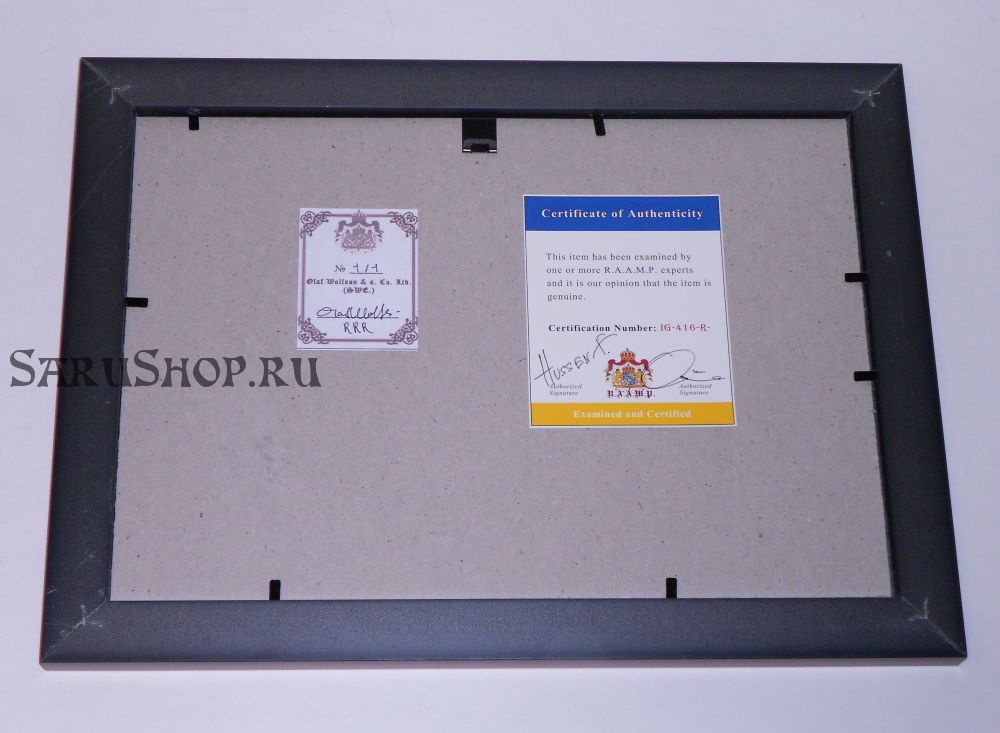 № 1/1
Olaf Wolfson & s. Co. Ltd.
(SWE.)
RRR
Certificate of Authenticity
This item has been examined by
one or more R.A.A.M.P. experts
and it is our opinion that the item is
genuine.
Certification Number: IG-416-R-
HUSSEN.F.
Authorized
Signature
R.A.A.M.P.
Authorized
Signature
Examined and Certified
SaruShop.ru